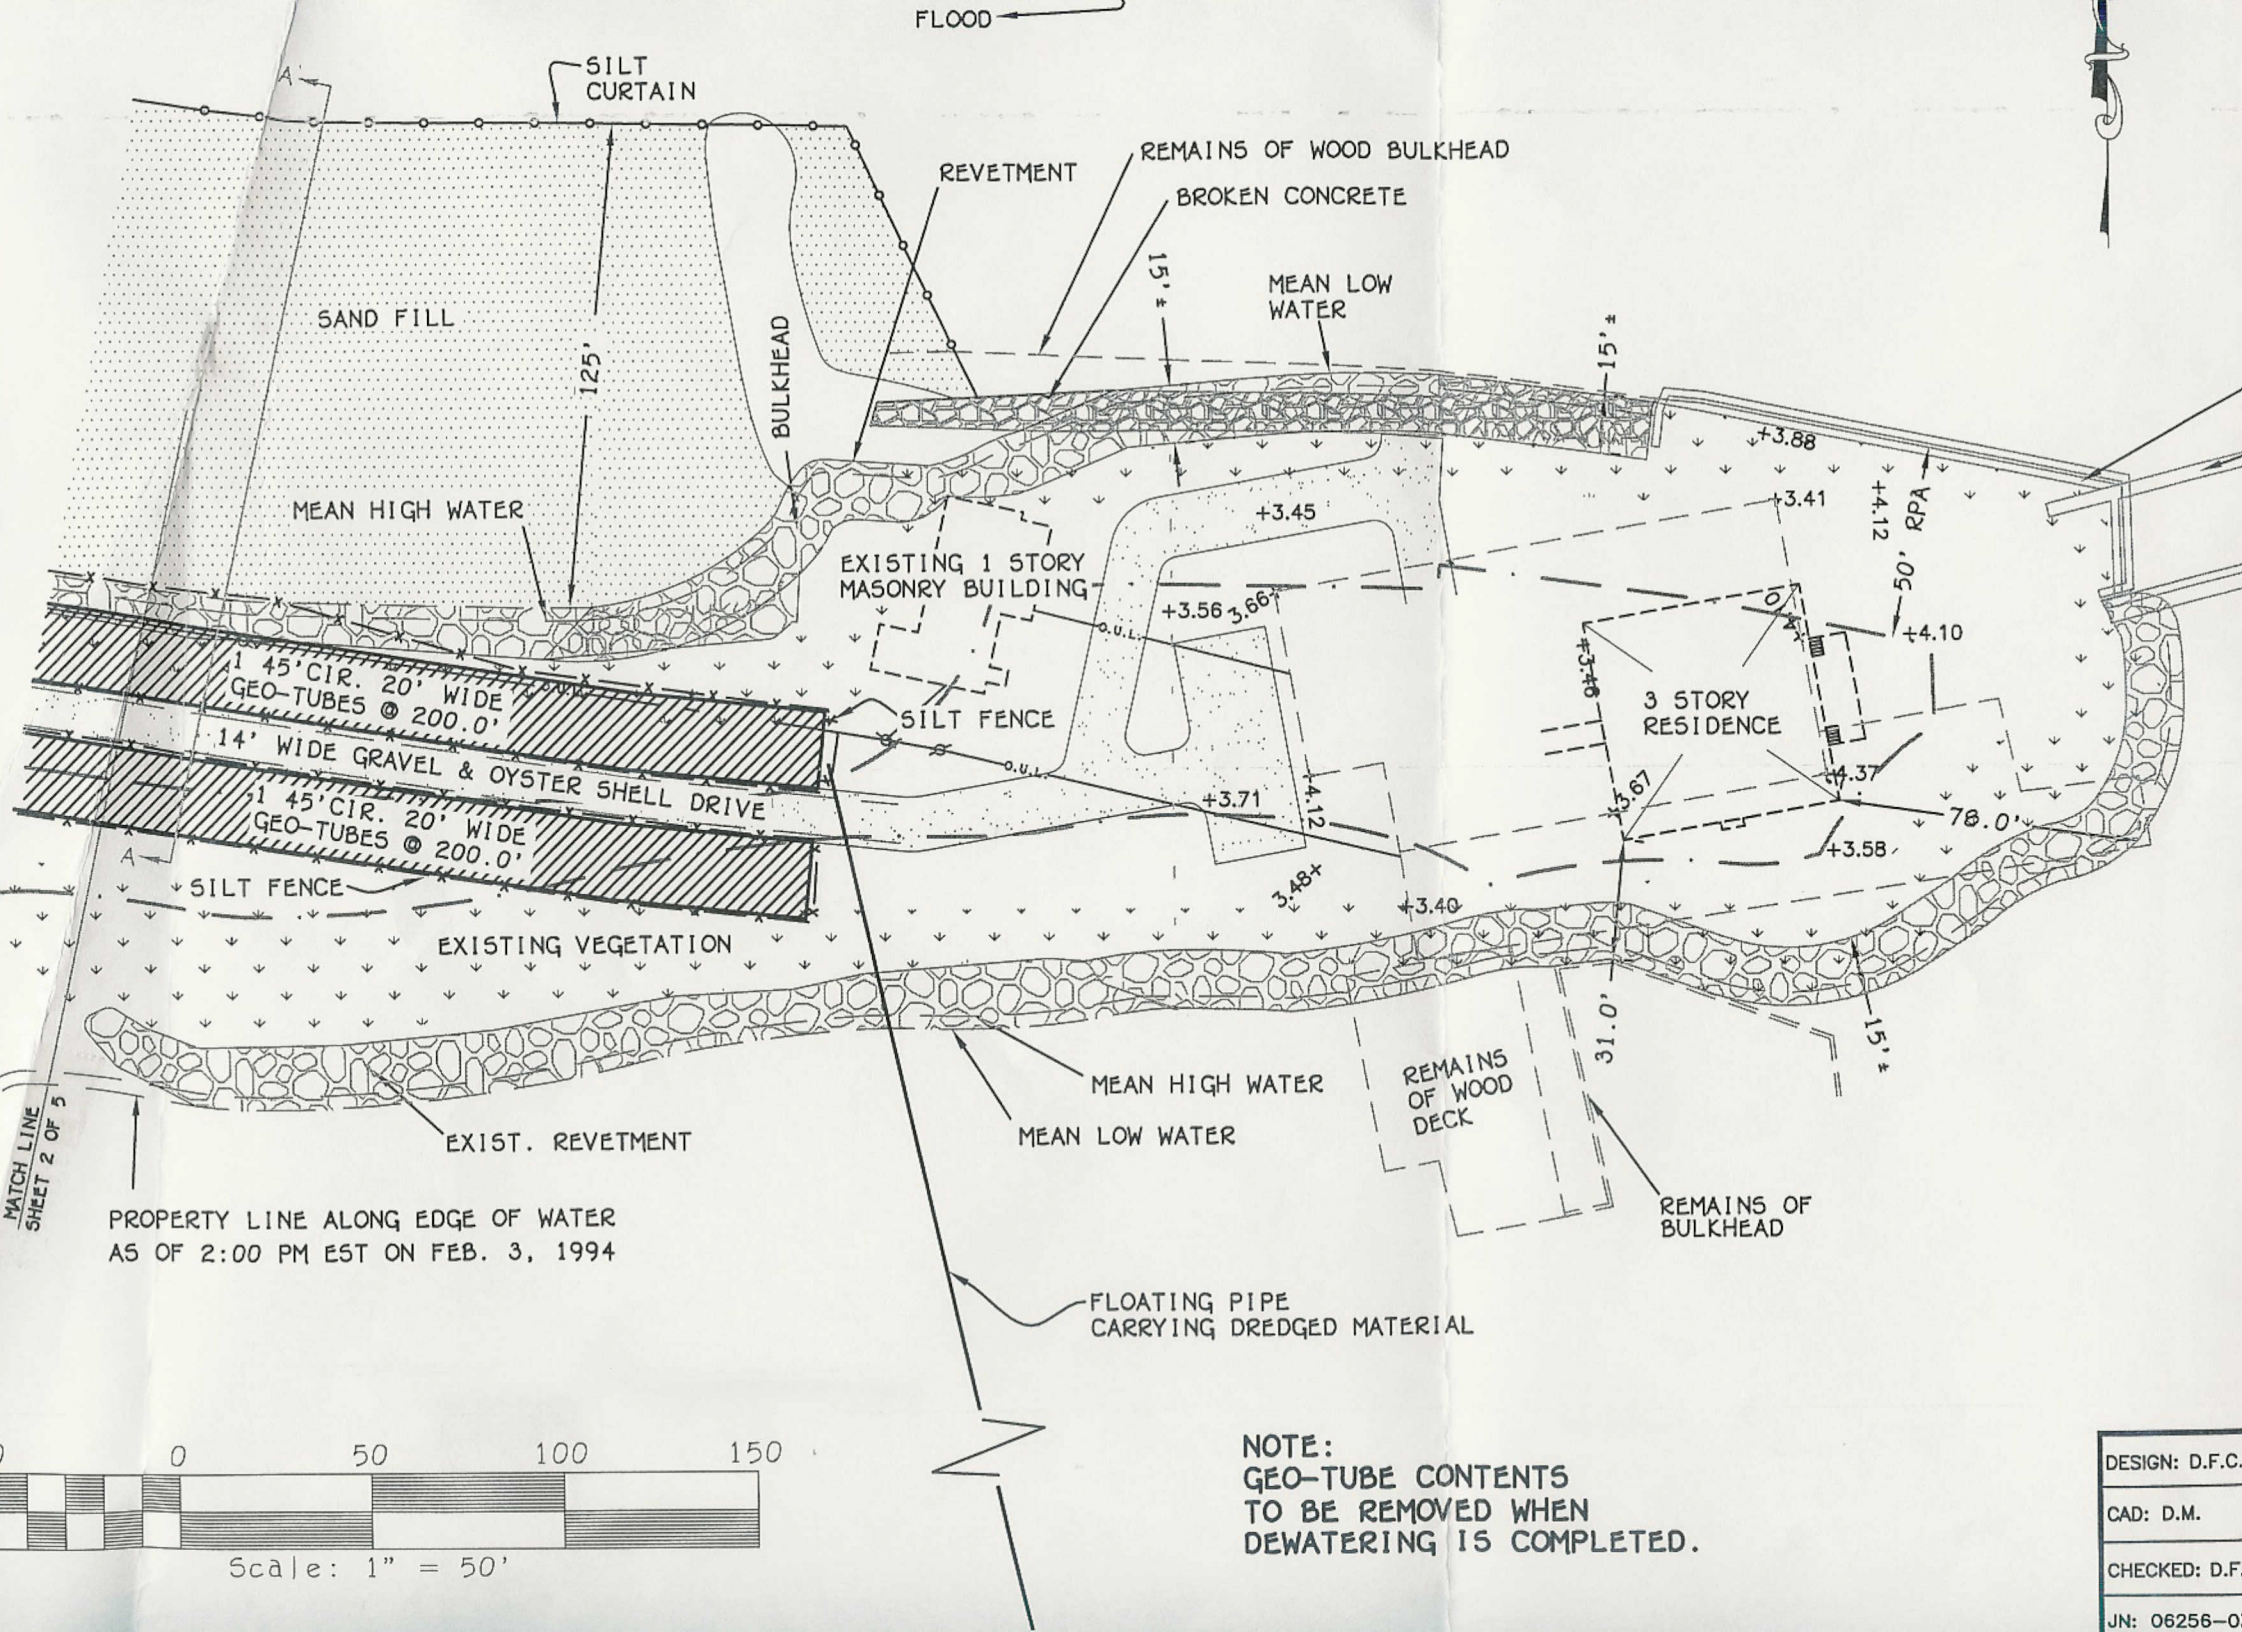 FLOOD
A'
SILT
CURTAIN
REVETMENT
REMAINS OF WOOD BULKHEAD
BROKEN CONCRETE
15'±
MEAN LOW
WATER
15'±
SAND FILL
125'
BULKHEAD
MEAN HIGH WATER
+3.88
+3.41
+4.12
50' RPA
+3.45
EXISTING 1 STORY
MASONRY BUILDING
+3.56
3.66+
O.U.L.
+4.10
+3.46
3 STORY
RESIDENCE
1 45'CIR. 20' WIDE
GEO-TUBES @ 200.0'
SILT FENCE
14' WIDE GRAVEL & OYSTER SHELL DRIVE
O.U.L.
+3.71
+4.12
+3.67
4.37
78.0'
1 45'CIR. 20' WIDE
GEO-TUBES @ 200.0'
A
SILT FENCE
+3.58
3.48+
+3.40
EXISTING VEGETATION
31.0'
15'±
MEAN HIGH WATER
MEAN LOW WATER
REMAINS
OF WOOD
DECK
EXIST. REVETMENT
MATCH LINE
SHEET 2 OF 5
REMAINS OF
BULKHEAD
PROPERTY LINE ALONG EDGE OF WATER
AS OF 2:00 PM EST ON FEB. 3, 1994
FLOATING PIPE
CARRYING DREDGED MATERIAL
0 50 100 150
Scale: 1" = 50'
NOTE:
GEO-TUBE CONTENTS
TO BE REMOVED WHEN
DEWATERING IS COMPLETED.
DESIGN: D.F.C.
CAD: D.M.
CHECKED: D.F.
JN: 06256-0